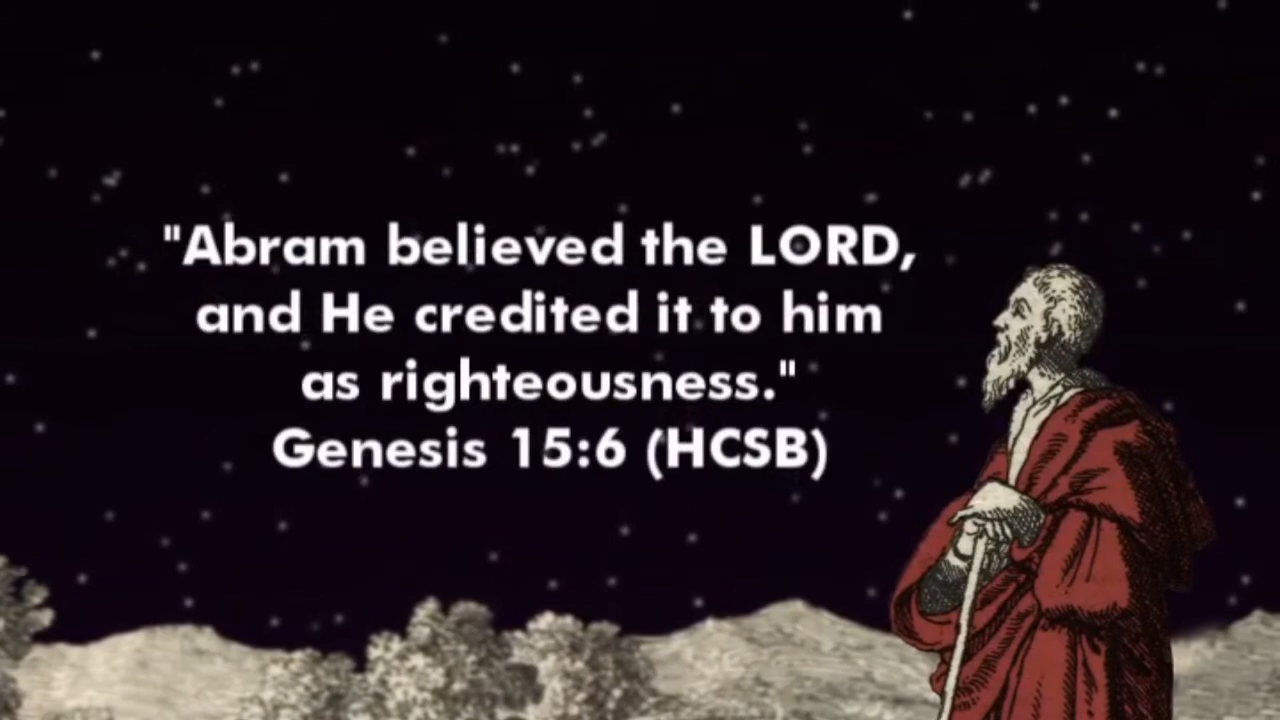 "Abram believed the LORD,
and He credited it to him
as righteousness."
Genesis 15:6 (HCSB)